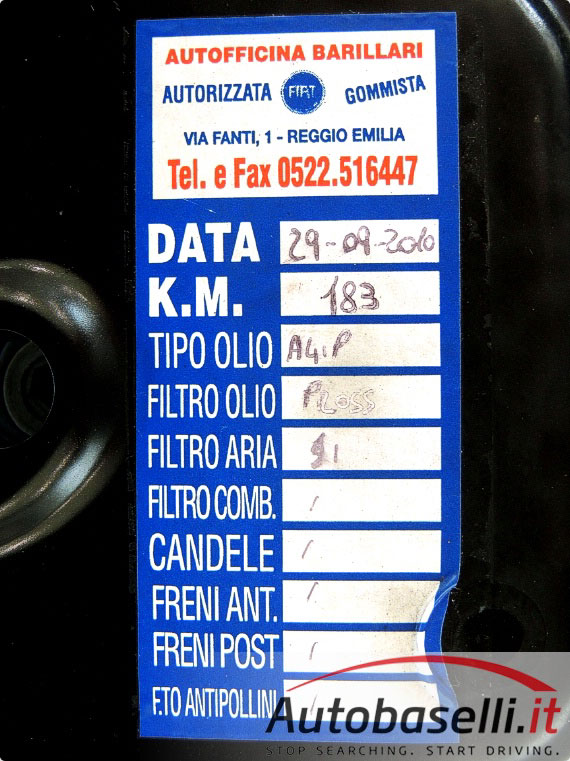 AUTOFFICINA BARILLARI
AUTORIZZATA FIAT GOMMISTA
VIA FANTI, 1 - REGGIO EMILIA
Tel. e Fax 0522.516447
DATA 29-09-2010
K.M. 183
TIPO OLIO AGIP
FILTRO OLIO
FILTRO ARIA SI
FILTRO COMB. /
CANDELE /
FRENI ANT. /
FRENI POST /
F.TO ANTIPOLLINI /
Autobaselli.it
STOP SEARCHING. START DRIVING.